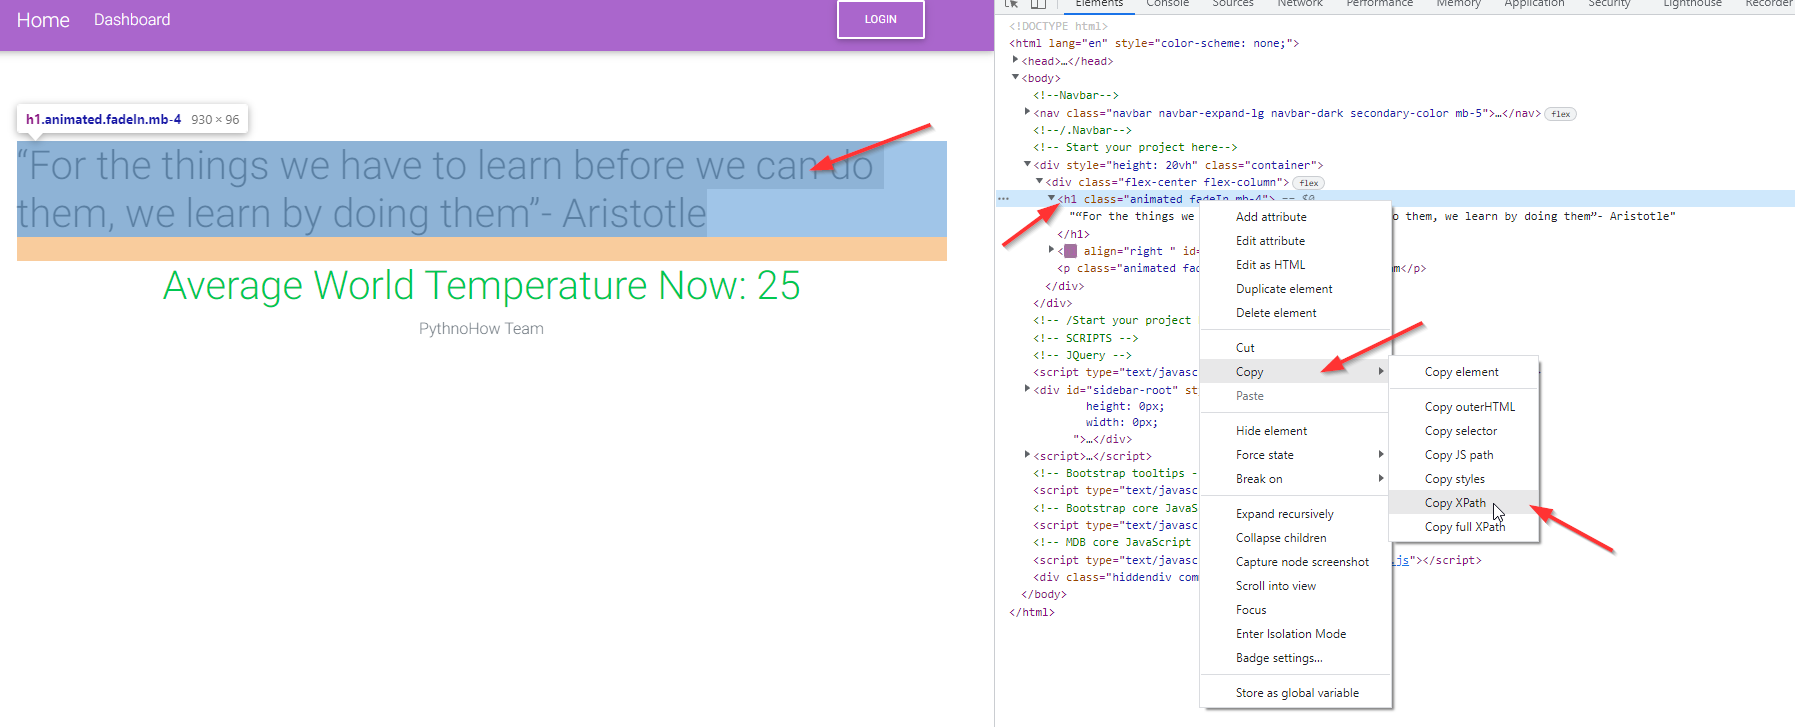 Home Dashboard LOGIN
h1.animated.fadeIn.mb-4 930 × 96
“For the things we have to learn before we can do
them, we learn by doing them”- Aristotle
Average World Temperature Now: 25
PythnoHow Team
Elements Console Sources Network Performance Memory Application Security Lighthouse Recorder
<!DOCTYPE html>
<html lang="en" style="color-scheme: none;">
<head>…</head>
<body>
<!--Navbar-->
<nav class="navbar navbar-expand-lg navbar-dark secondary-color mb-5">…</nav> flex
<!--/.Navbar-->
<!-- Start your project here-->
<div style="height: 20vh" class="container">
<div class="flex-center flex-column"> flex
<h1 class="animated fadeIn mb-4"> == $0
"“For the things we o them, we learn by doing them”- Aristotle"
</h1>
< align="right " id=
<p class="animated fad m</p>
</div>
</div>
<!-- /Start your project
<!-- SCRIPTS -->
<!-- JQuery -->
<script type="text/javasc
<div id="sidebar-root" st
height: 0px;
width: 0px;
">…</div>
<script>…</script>
<!-- Bootstrap tooltips -
<script type="text/javasc
<!-- Bootstrap core JavaS
<script type="text/javasc
<!-- MDB core JavaScript
<script type="text/javasc .js"></script>
<div class="hiddendiv com
</body>
</html>
Add attribute
Edit attribute
Edit as HTML
Duplicate element
Delete element
Cut
Copy
Paste
Hide element
Force state
Break on
Expand recursively
Collapse children
Capture node screenshot
Scroll into view
Focus
Enter Isolation Mode
Badge settings...
Store as global variable
Copy element
Copy outerHTML
Copy selector
Copy JS path
Copy styles
Copy XPath
Copy full XPath